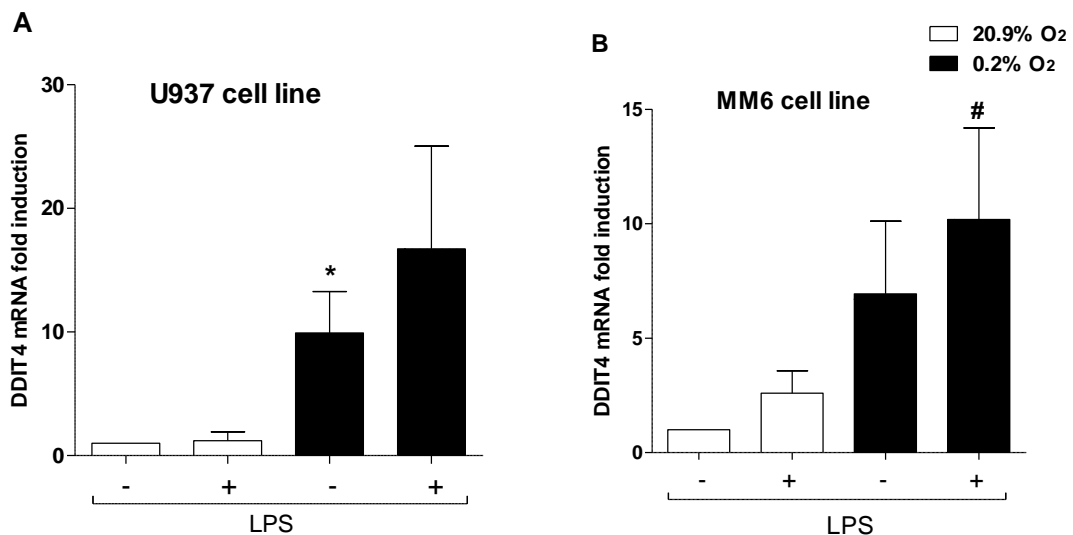 A
U937 cell line
DDIT4 mRNA fold induction
30
20
10
0
*
- + - +
LPS
B
20.9% O2
0.2% O2
MM6 cell line
DDIT4 mRNA fold induction
15
10
5
0
#
- + - +
LPS